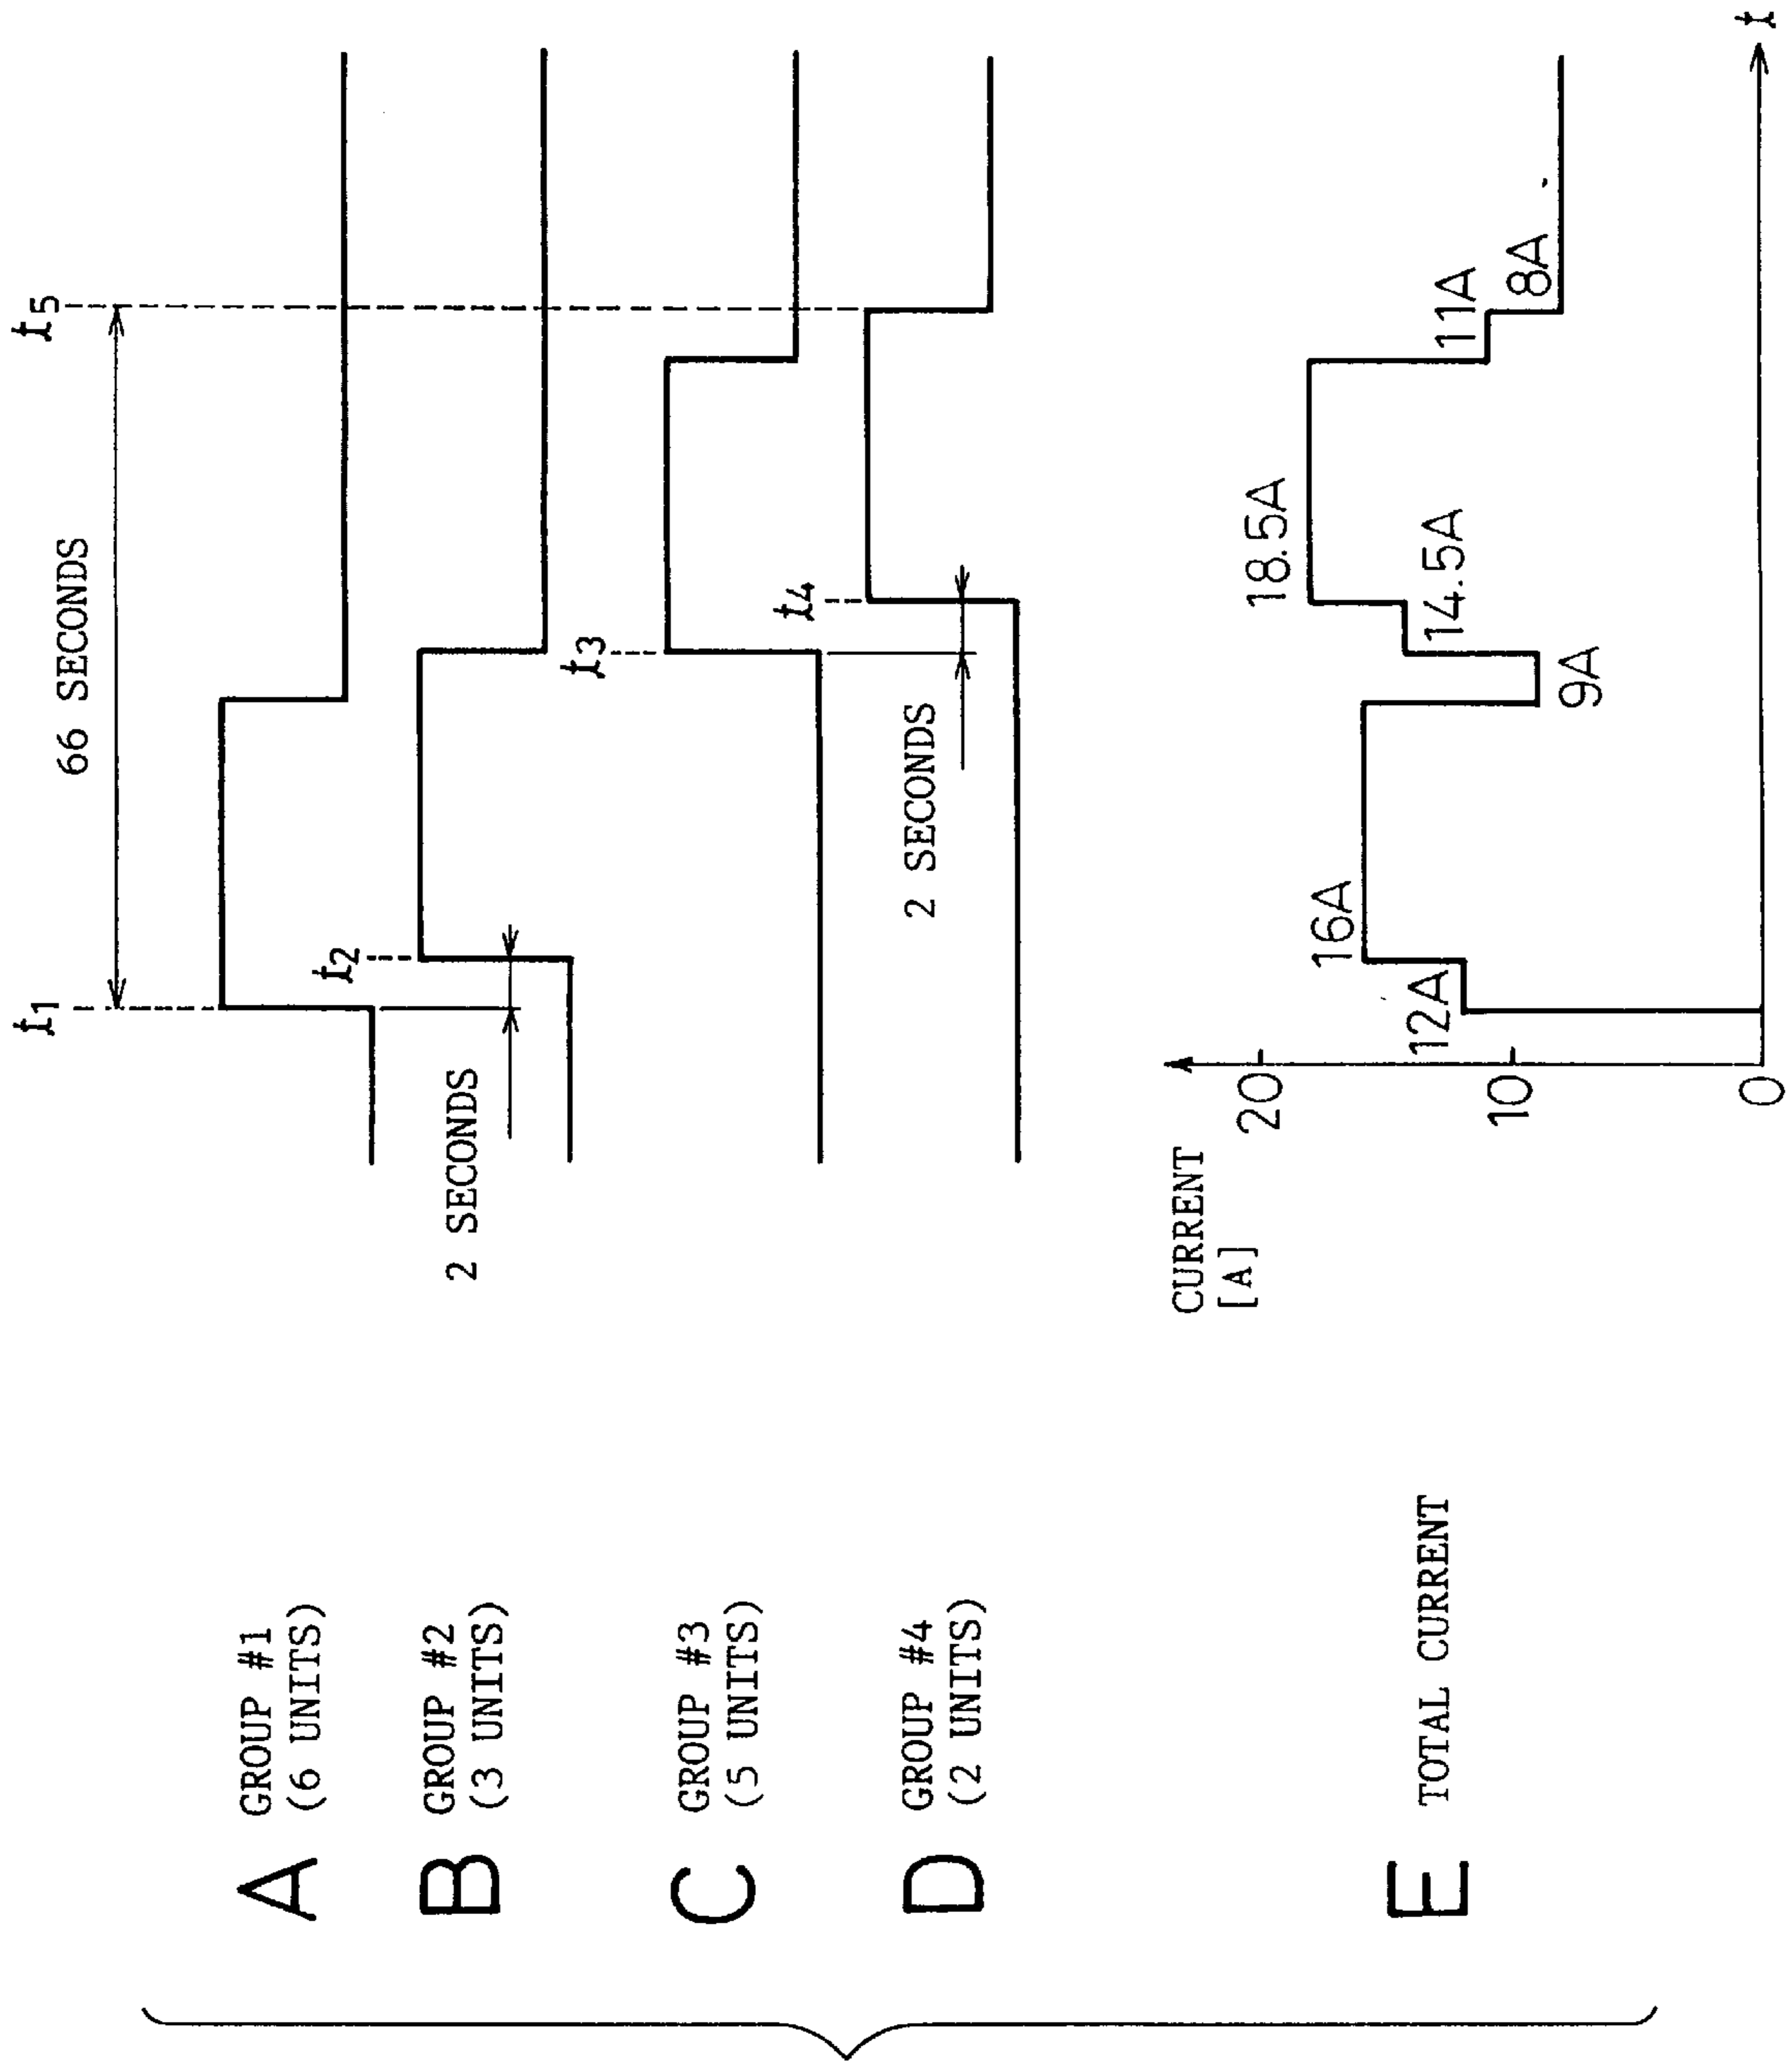 t1
t5
66 SECONDS
A GROUP #1
(6 UNITS)
t2
B GROUP #2
(3 UNITS)
2 SECONDS
t3
C GROUP #3
(5 UNITS)
t4
D GROUP #4
(2 UNITS)
2 SECONDS
CURRENT
[A]
20
10
0
12A
16A
9A
14.5A
18.5A
11A
8A
t
E TOTAL CURRENT